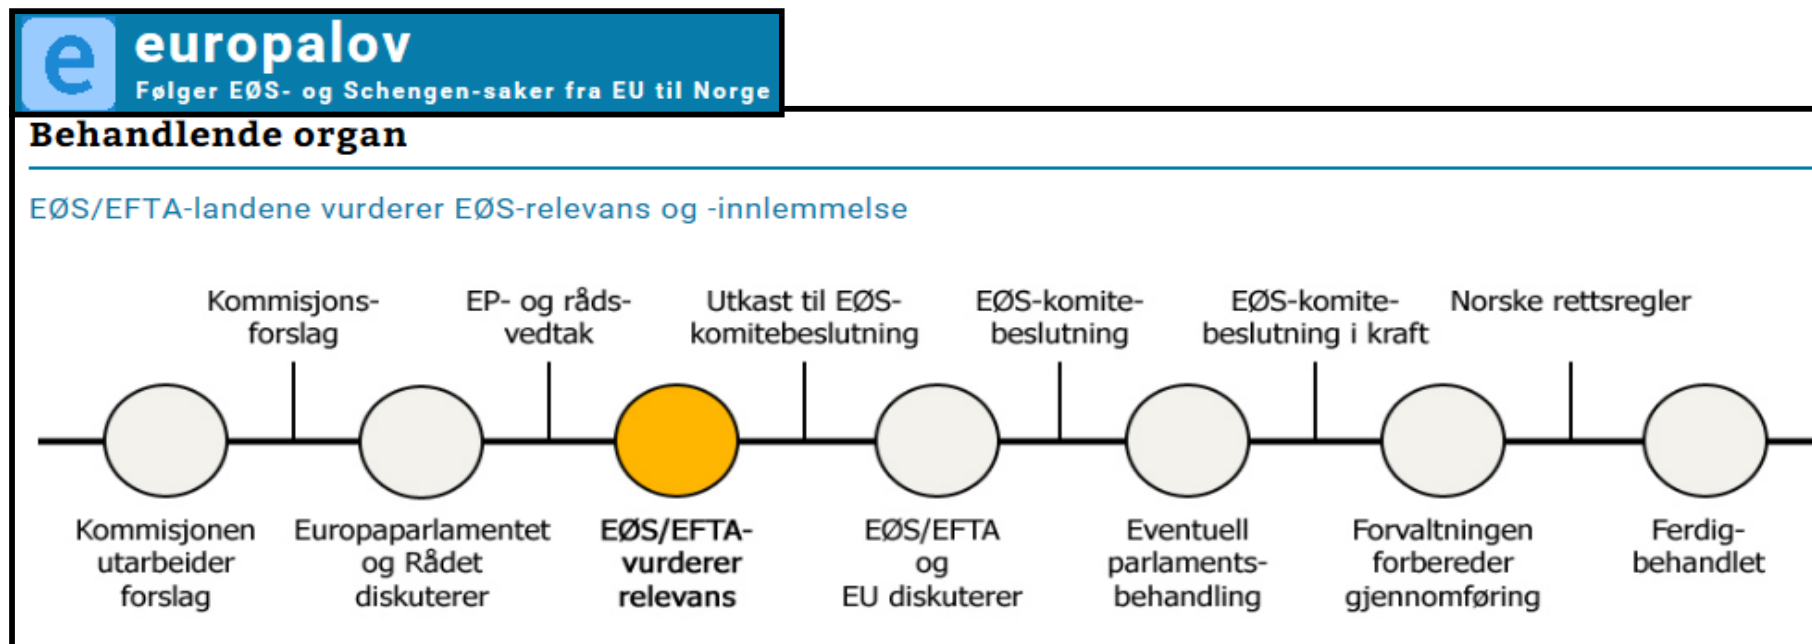 e
europalov
Følger EØS- og Schengen-saker fra EU til Norge
Behandlende organ
EØS/EFTA-landene vurderer EØS-relevans og -innlemmelse
Kommisjons-
forslag
EP- og råds-
vedtak
Utkast til EØS-
komitebeslutning
EØS-komite-
beslutning
EØS-komite-
beslutning i kraft
Norske rettsregler
Kommisjonen
utarbeider
forslag
Europaparlamentet
og Rådet
diskuterer
EØS/EFTA-
vurderer
relevans
EØS/EFTA
og
EU diskuterer
Eventuell
parlaments-
behandling
Forvaltningen
forbereder
gjennomføring
Ferdig-
behandlet